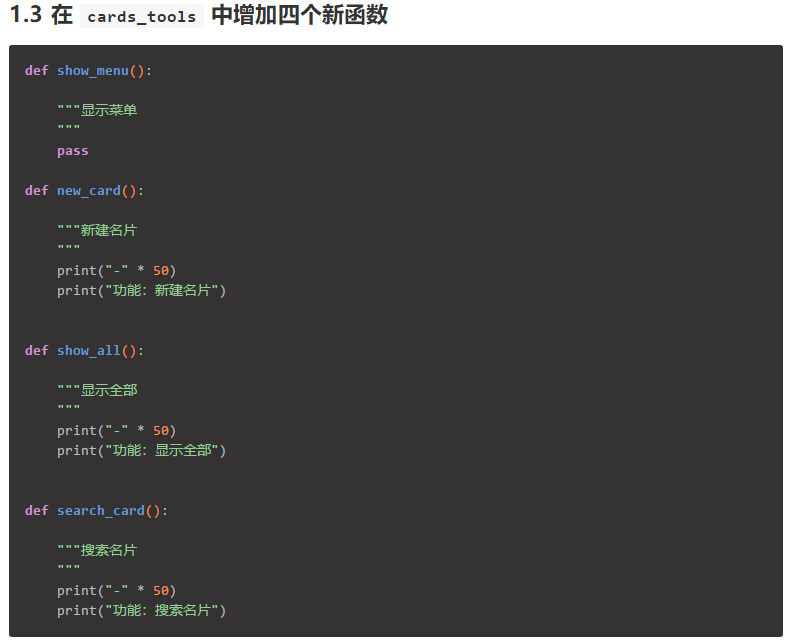 1.3 在 cards_tools 中增加四个新函数
def show_menu():
"""显示菜单
"""
pass
def new_card():
"""新建名片
"""
print("-" * 50)
print("功能：新建名片")
def show_all():
"""显示全部
"""
print("-" * 50)
print("功能：显示全部")
def search_card():
"""搜索名片
"""
print("-" * 50)
print("功能：搜索名片")